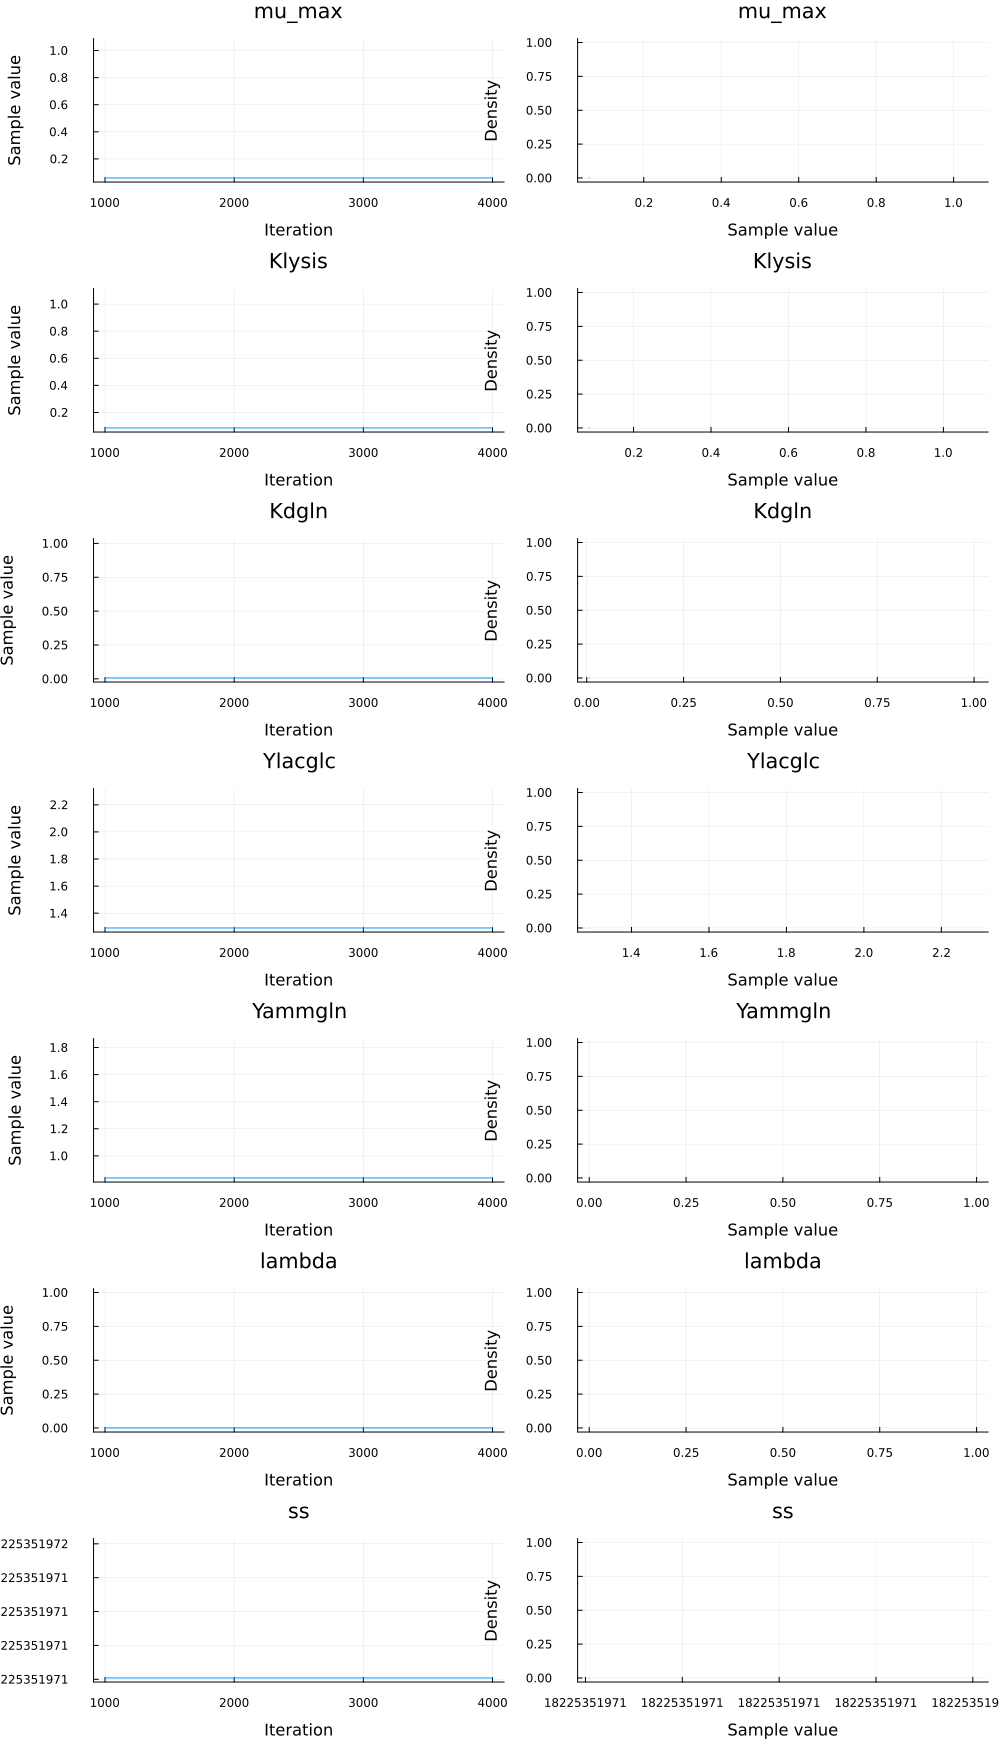 mu_max mu_max
Sample value Density
1.0 1.00
0.8 0.75
0.6 0.50
0.4 0.25
0.2 0.00
1000 2000 3000 4000 0.2 0.4 0.6 0.8 1.0
Iteration Sample value
Klysis Klysis
Sample value Density
1.0 1.00
0.8 0.75
0.6 0.50
0.4 0.25
0.2 0.00
1000 2000 3000 4000 0.2 0.4 0.6 0.8 1.0
Iteration Sample value
Kdgln Kdgln
Sample value Density
1.00 1.00
0.75 0.75
0.50 0.50
0.25 0.25
0.00 0.00
1000 2000 3000 4000 0.00 0.25 0.50 0.75 1.00
Iteration Sample value
Ylacglc Ylacglc
Sample value Density
2.2 1.00
2.0 0.75
1.8 0.50
1.6 0.25
1.4 0.00
1000 2000 3000 4000 1.4 1.6 1.8 2.0 2.2
Iteration Sample value
Yammgln Yammgln
Sample value Density
1.8 1.00
1.6 0.75
1.4 0.50
1.2 0.25
1.0 0.00
1000 2000 3000 4000 0.00 0.25 0.50 0.75 1.00
Iteration Sample value
lambda lambda
Sample value Density
1.00 1.00
0.75 0.75
0.50 0.50
0.25 0.25
0.00 0.00
1000 2000 3000 4000 0.00 0.25 0.50 0.75 1.00
Iteration Sample value
ss ss
Density
225351972 1.00
225351971 0.75
225351971 0.50
225351971 0.25
225351971 0.00
1000 2000 3000 4000 18225351971 18225351971 18225351971 18225351971 182253519
Iteration Sample value